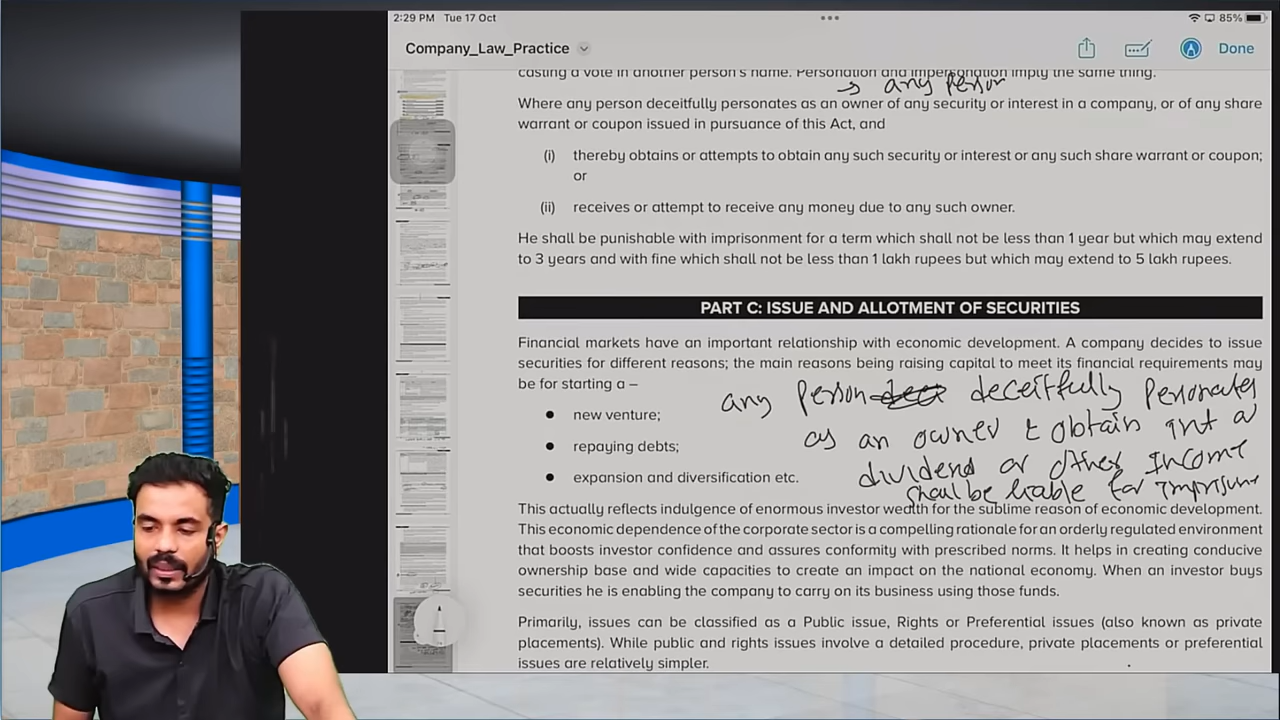 2:29 PM Tue 17 Oct
85%
Company_Law_Practice
Done
casting a vote in another person's name. Personation and impersonation imply the same thing.
any person
Where any person deceitfully personates as an owner of any security or interest in a company, or of any share
warrant or coupon issued in pursuance of this Act, and
(i) thereby obtains or attempts to obtain any such security or interest or any such share warrant or coupon;
or
(ii) receives or attempt to receive any money due to any such owner.
He shall be punishable with imprisonment for a term which shall not be less than 1 year but which may extend
to 3 years and with fine which shall not be less than 1 lakh rupees but which may extend to 5 lakh rupees.
PART C: ISSUE AND ALLOTMENT OF SECURITIES
Financial markets have an important relationship with economic development. A company decides to issue
securities for different reasons; the main reasons being raising capital to meet its financial requirements may
be for starting a –
any person deceitfully personates
● new venture;
as an owner & obtain int or
● repaying debts;
dividend or other income
● expansion and diversification etc.
shall be liable for
This actually reflects indulgence of enormous investor wealth for the sublime reason of economic development.
This economic dependence of the corporate sector is a compelling rationale for an orderly regulated environment
that boosts investor confidence and assures conformity with prescribed norms. It helps in creating conducive
ownership base and wide capacities to create an impact on the national economy. When an investor buys
securities he is enabling the company to carry on its business using those funds.
Primarily, issues can be classified as a Public issue, Rights or Preferential issues (also known as private
placements). While public and rights issues involve a detailed procedure, private placements or preferential
issues are relatively simpler.